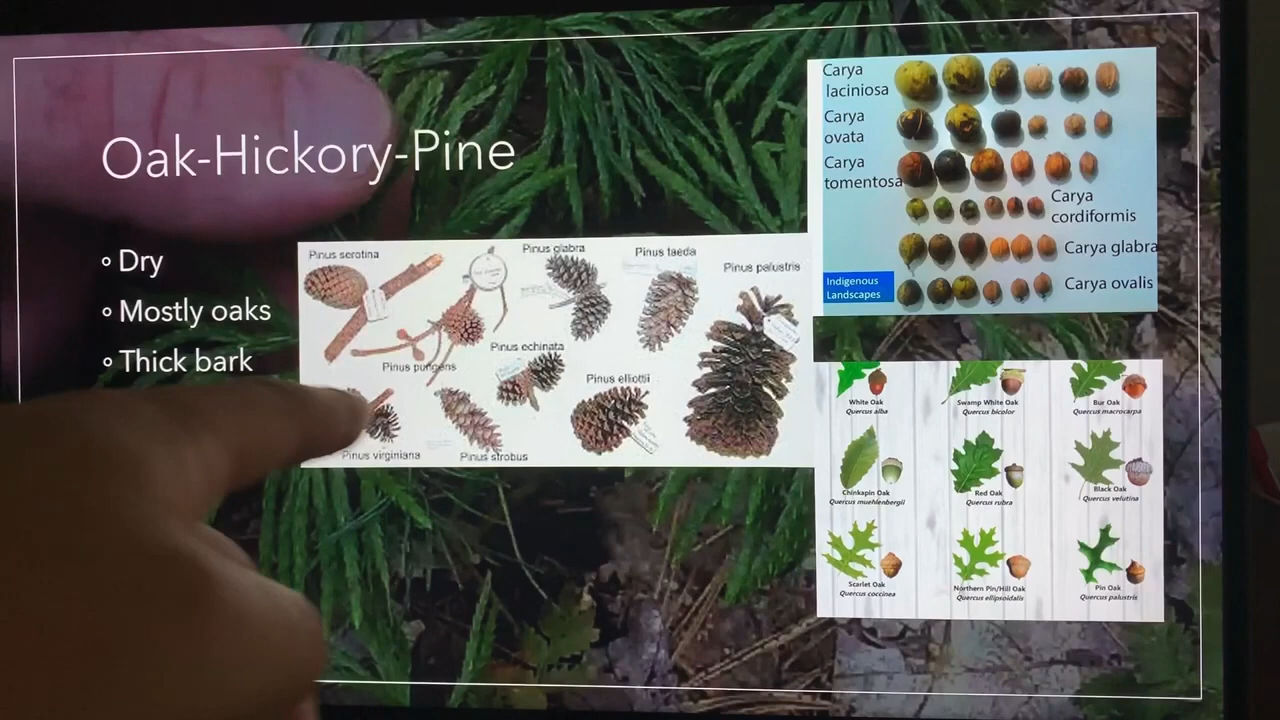 Oak-Hickory-Pine
Dry
Mostly oaks
Thick bark
Pinus serotina
Pinus glabra
Pinus taeda
Pinus palustris
Pinus pungens
Pinus echinata
Pinus elliottii
Pinus virginiana
Pinus strobus
Carya
laciniosa
Carya
ovata
Carya
tomentosa
Carya
cordiformis
Carya glabra
Carya ovalis
Indigenous
Landscapes
White Oak
Quercus alba
Swamp White Oak
Quercus bicolor
Bur Oak
Quercus macrocarpa
Chinkapin Oak
Quercus muehlenbergii
Red Oak
Quercus rubra
Black Oak
Quercus velutina
Scarlet Oak
Quercus coccinea
Northern Pin/Hill Oak
Quercus ellipsoidalis
Pin Oak
Quercus palustris